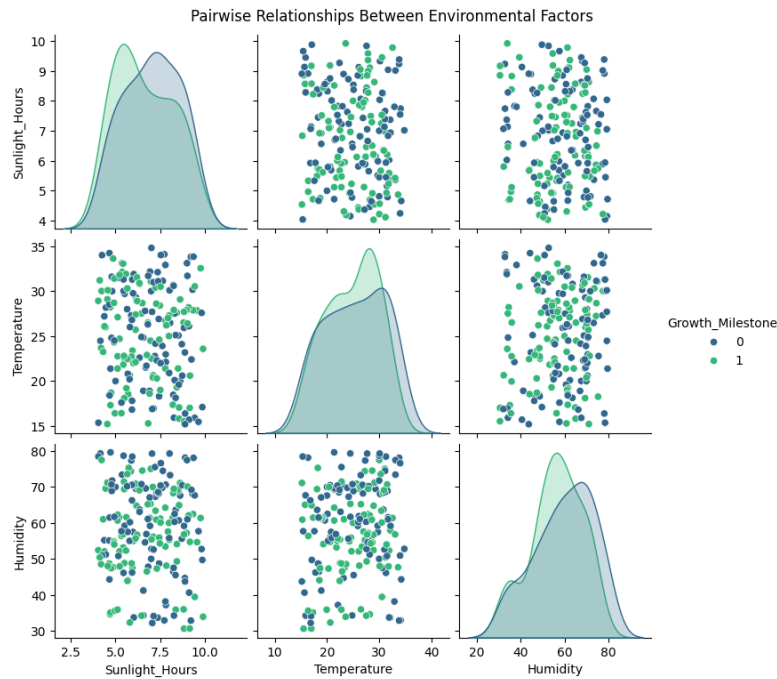 Pairwise Relationships Between Environmental Factors
Sunlight_Hours
10
9
8
7
6
5
4
Temperature
35
30
25
20
15
Growth_Milestone
0
1
Humidity
80
70
60
50
40
30
2.5 5.0 7.5 10.0
10 20 30 40
20 40 60 80
Sunlight_Hours
Temperature
Humidity